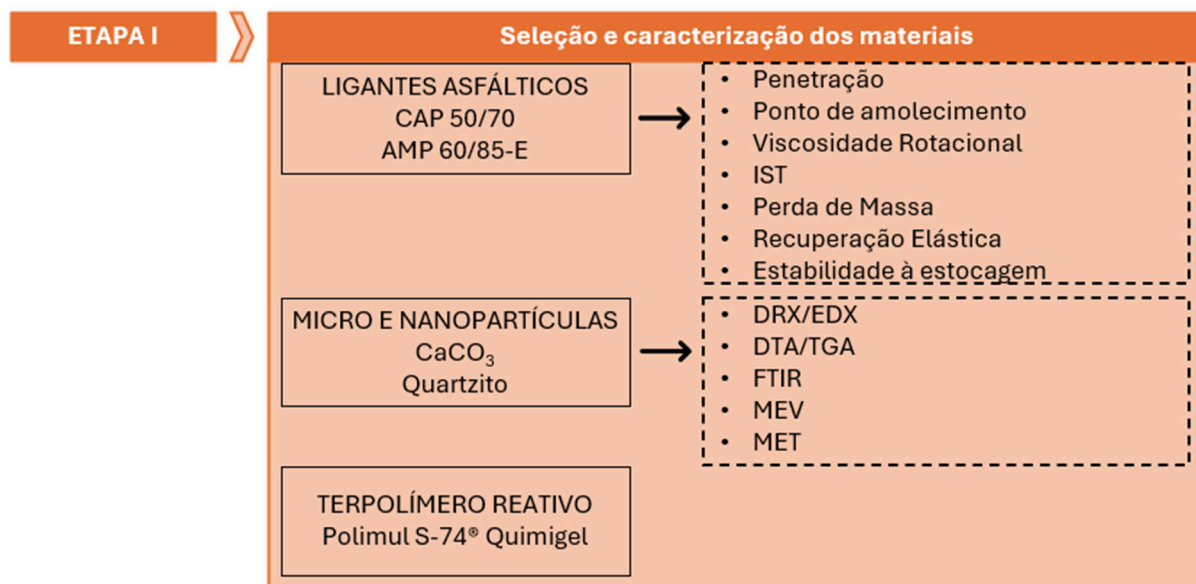 ETAPA I
Seleção e caracterização dos materiais
LIGANTES ASFÁLTICOS
CAP 50/70
AMP 60/85-E
• Penetração
• Ponto de amolecimento
• Viscosidade Rotacional
• IST
• Perda de Massa
• Recuperação Elástica
• Estabilidade à estocagem
MICRO E NANOPARTÍCULAS
CaCO₃
Quartzito
• DRX/EDX
• DTA/TGA
• FTIR
• MEV
• MET
TERPOLÍMERO REATIVO
Polimul S-74® Quimigel